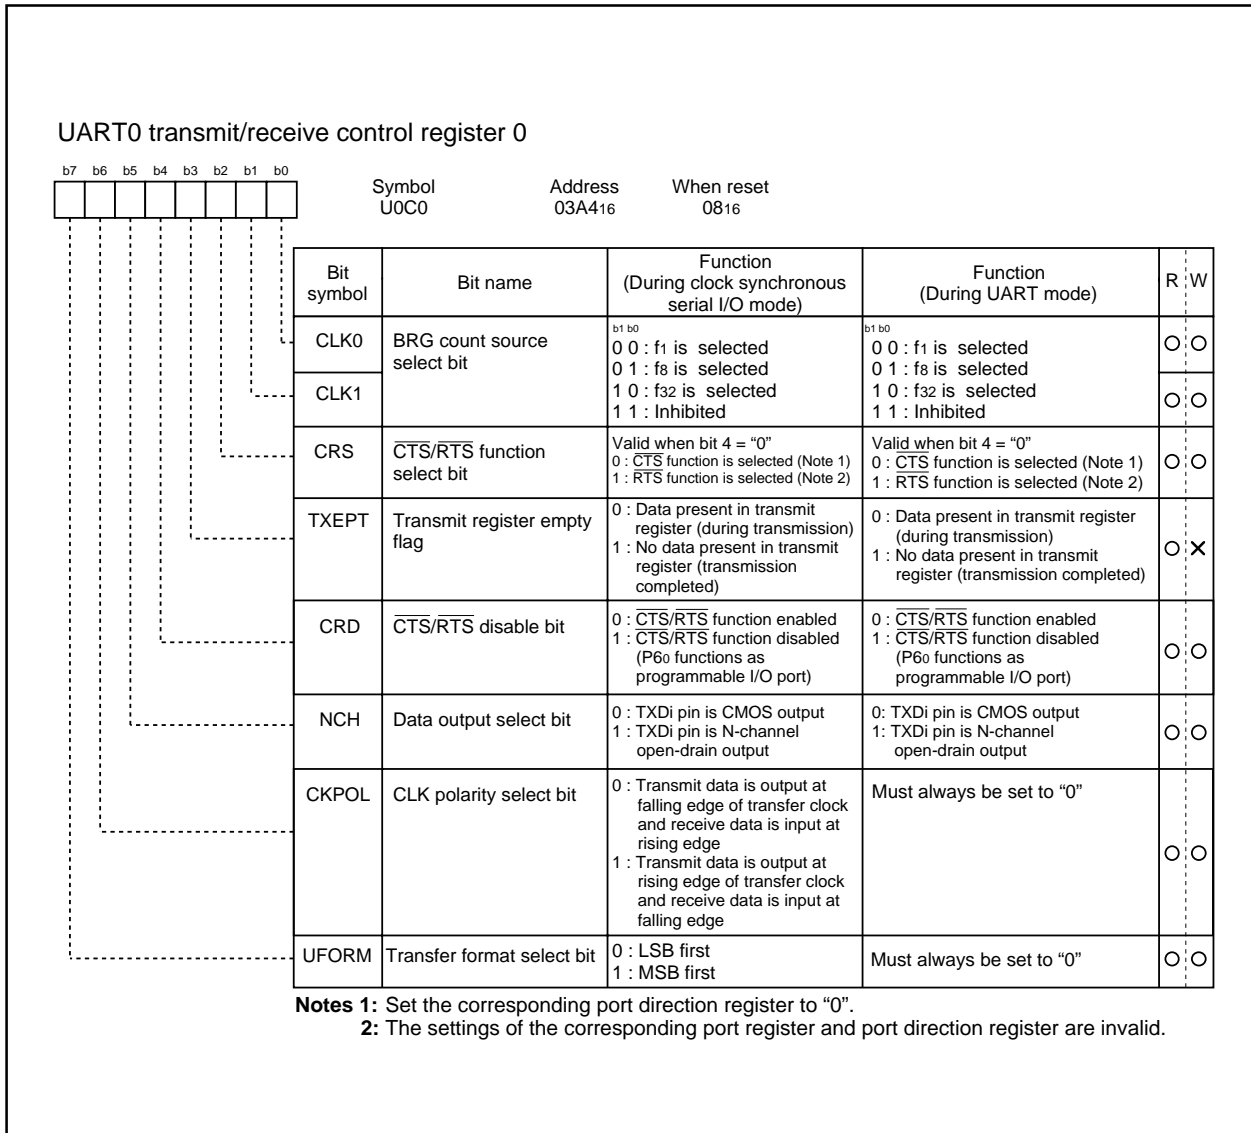 UART0 transmit/receive control register 0
b7 b6 b5 b4 b3 b2 b1 b0
Symbol Address When reset
U0C0 03A416 0816
Bit symbol
Bit name
Function
(During clock synchronous
serial I/O mode)
Function
(During UART mode)
R W
CLK0
CLK1
BRG count source
select bit
b1 b0
0 0 : f1 is selected
0 1 : f8 is selected
1 0 : f32 is selected
1 1 : Inhibited
b1 b0
0 0 : f1 is selected
0 1 : f8 is selected
1 0 : f32 is selected
1 1 : Inhibited
CRS
CTS/RTS function
select bit
Valid when bit 4 = “0”
0 : CTS function is selected (Note 1)
1 : RTS function is selected (Note 2)
Valid when bit 4 = “0”
0 : CTS function is selected (Note 1)
1 : RTS function is selected (Note 2)
TXEPT
Transmit register empty
flag
0 : Data present in transmit
register (during transmission)
1 : No data present in transmit
register (transmission
completed)
0 : Data present in transmit register
(during transmission)
1 : No data present in transmit
register (transmission completed)
CRD
CTS/RTS disable bit
0 : CTS/RTS function enabled
1 : CTS/RTS function disabled
(P60 functions as
programmable I/O port)
0 : CTS/RTS function enabled
1 : CTS/RTS function disabled
(P60 functions as
programmable I/O port)
NCH
Data output select bit
0 : TXDi pin is CMOS output
1 : TXDi pin is N-channel
open-drain output
0: TXDi pin is CMOS output
1: TXDi pin is N-channel
open-drain output
CKPOL
CLK polarity select bit
0 : Transmit data is output at
falling edge of transfer clock
and receive data is input at
rising edge
1 : Transmit data is output at
rising edge of transfer clock
and receive data is input at
falling edge
Must always be set to “0”
UFORM
Transfer format select bit
0 : LSB first
1 : MSB first
Must always be set to “0”
Notes 1: Set the corresponding port direction register to “0”.
2: The settings of the corresponding port register and port direction register are invalid.